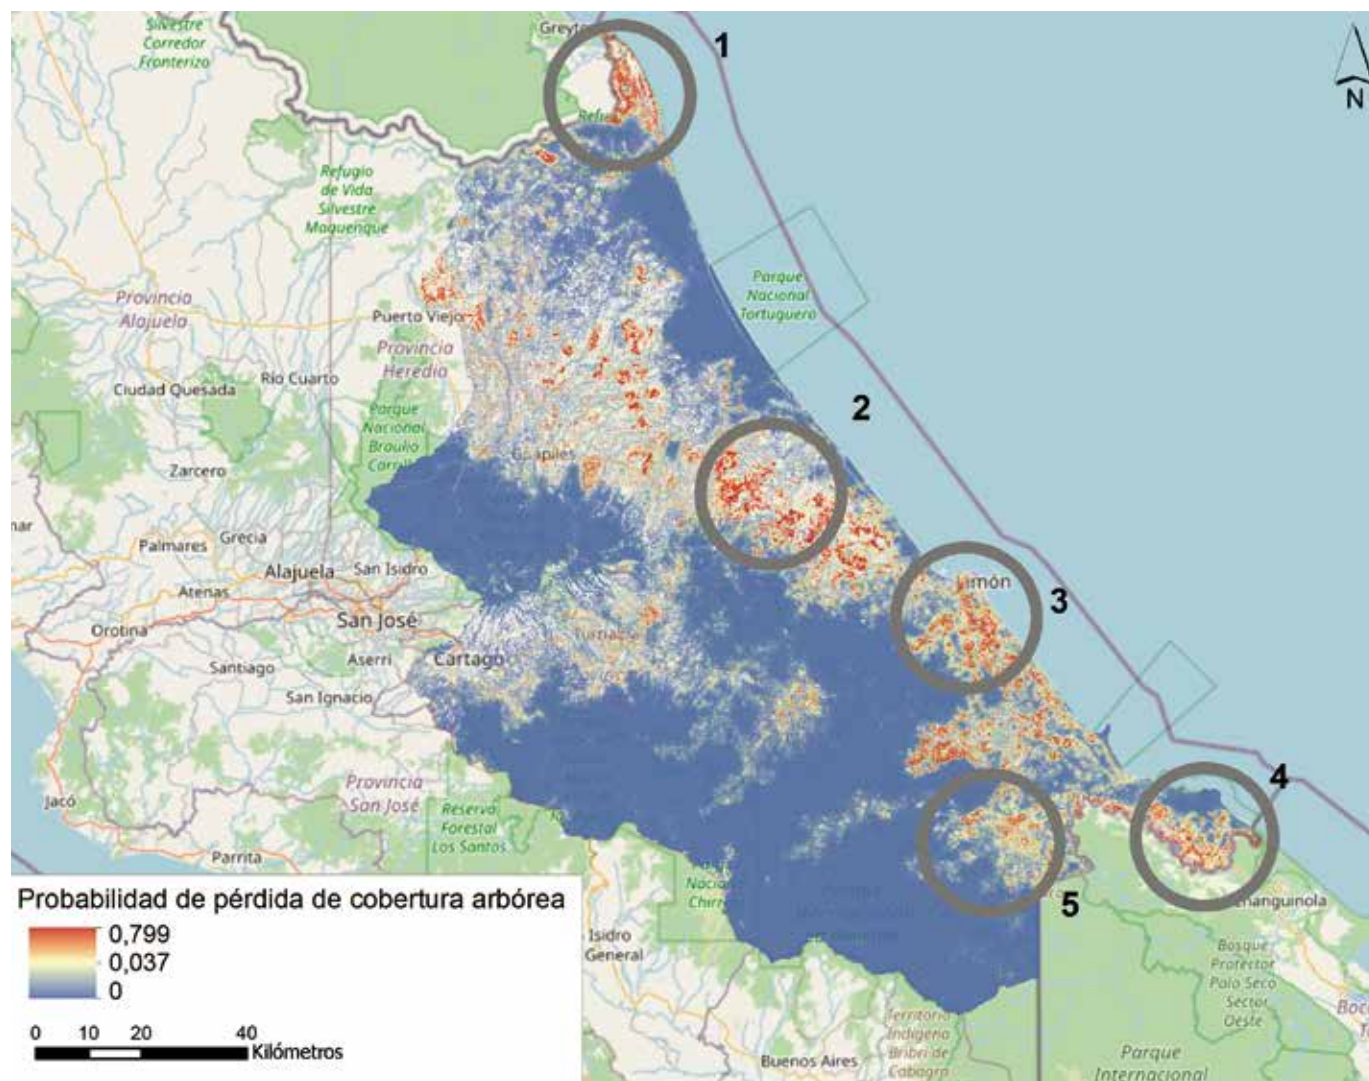 Silvestre
Corredor
Fronterizo
1
N
Refugio
de Vida
Silvestre
Maquenque
Parque
Nacional
Tortuguero
Provincia
Alajuela
Puerto Viejo
Provincia
Heredia
Río Cuarto
Ciudad Quesada
2
Parque
Nacional
Braulio
Zarcero
Grecia
Palmares
Alajuela
San Isidro
Atenas
San José
Orotina
Limón
3
Aserrí
Cartago
Santiago
San Ignacio
Jacó
Provincia
San José
Reserva
Forestal
Los Santos
4
Parrita
5
Probabilidad de pérdida de cobertura arbórea
0,799
0,037
0
0 10 20 40 Kilómetros
Isidro
General
Bosque
Protector
Palo Seco
Sector
Oeste
Buenos Aires
Territorio
Indígena
Bribri de
Cabagra
Parque
Internacional